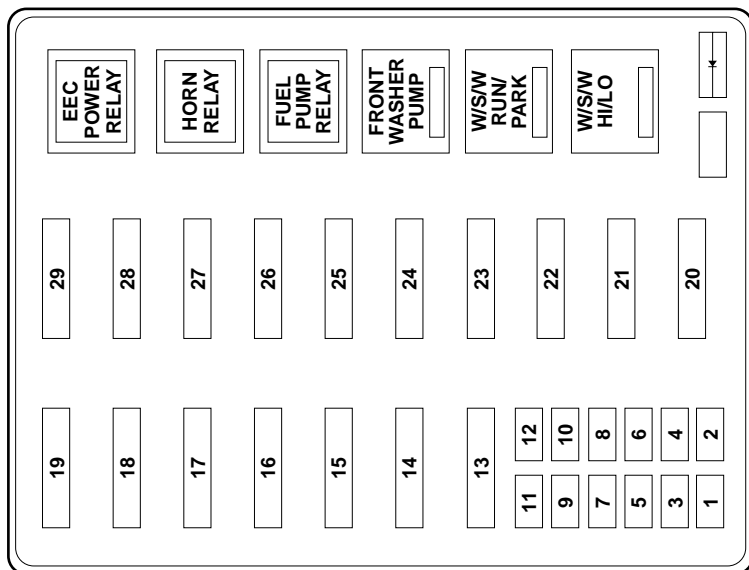 EEC
POWER
RELAY
HORN
RELAY
FUEL
PUMP
RELAY
FRONT
WASHER
PUMP
W/S/W
RUN/
PARK
W/S/W
HI/LO
29
28
27
26
25
24
23
22
21
20
19
18
17
16
15
14
13
12
10
8
6
4
2
11
9
7
5
3
1